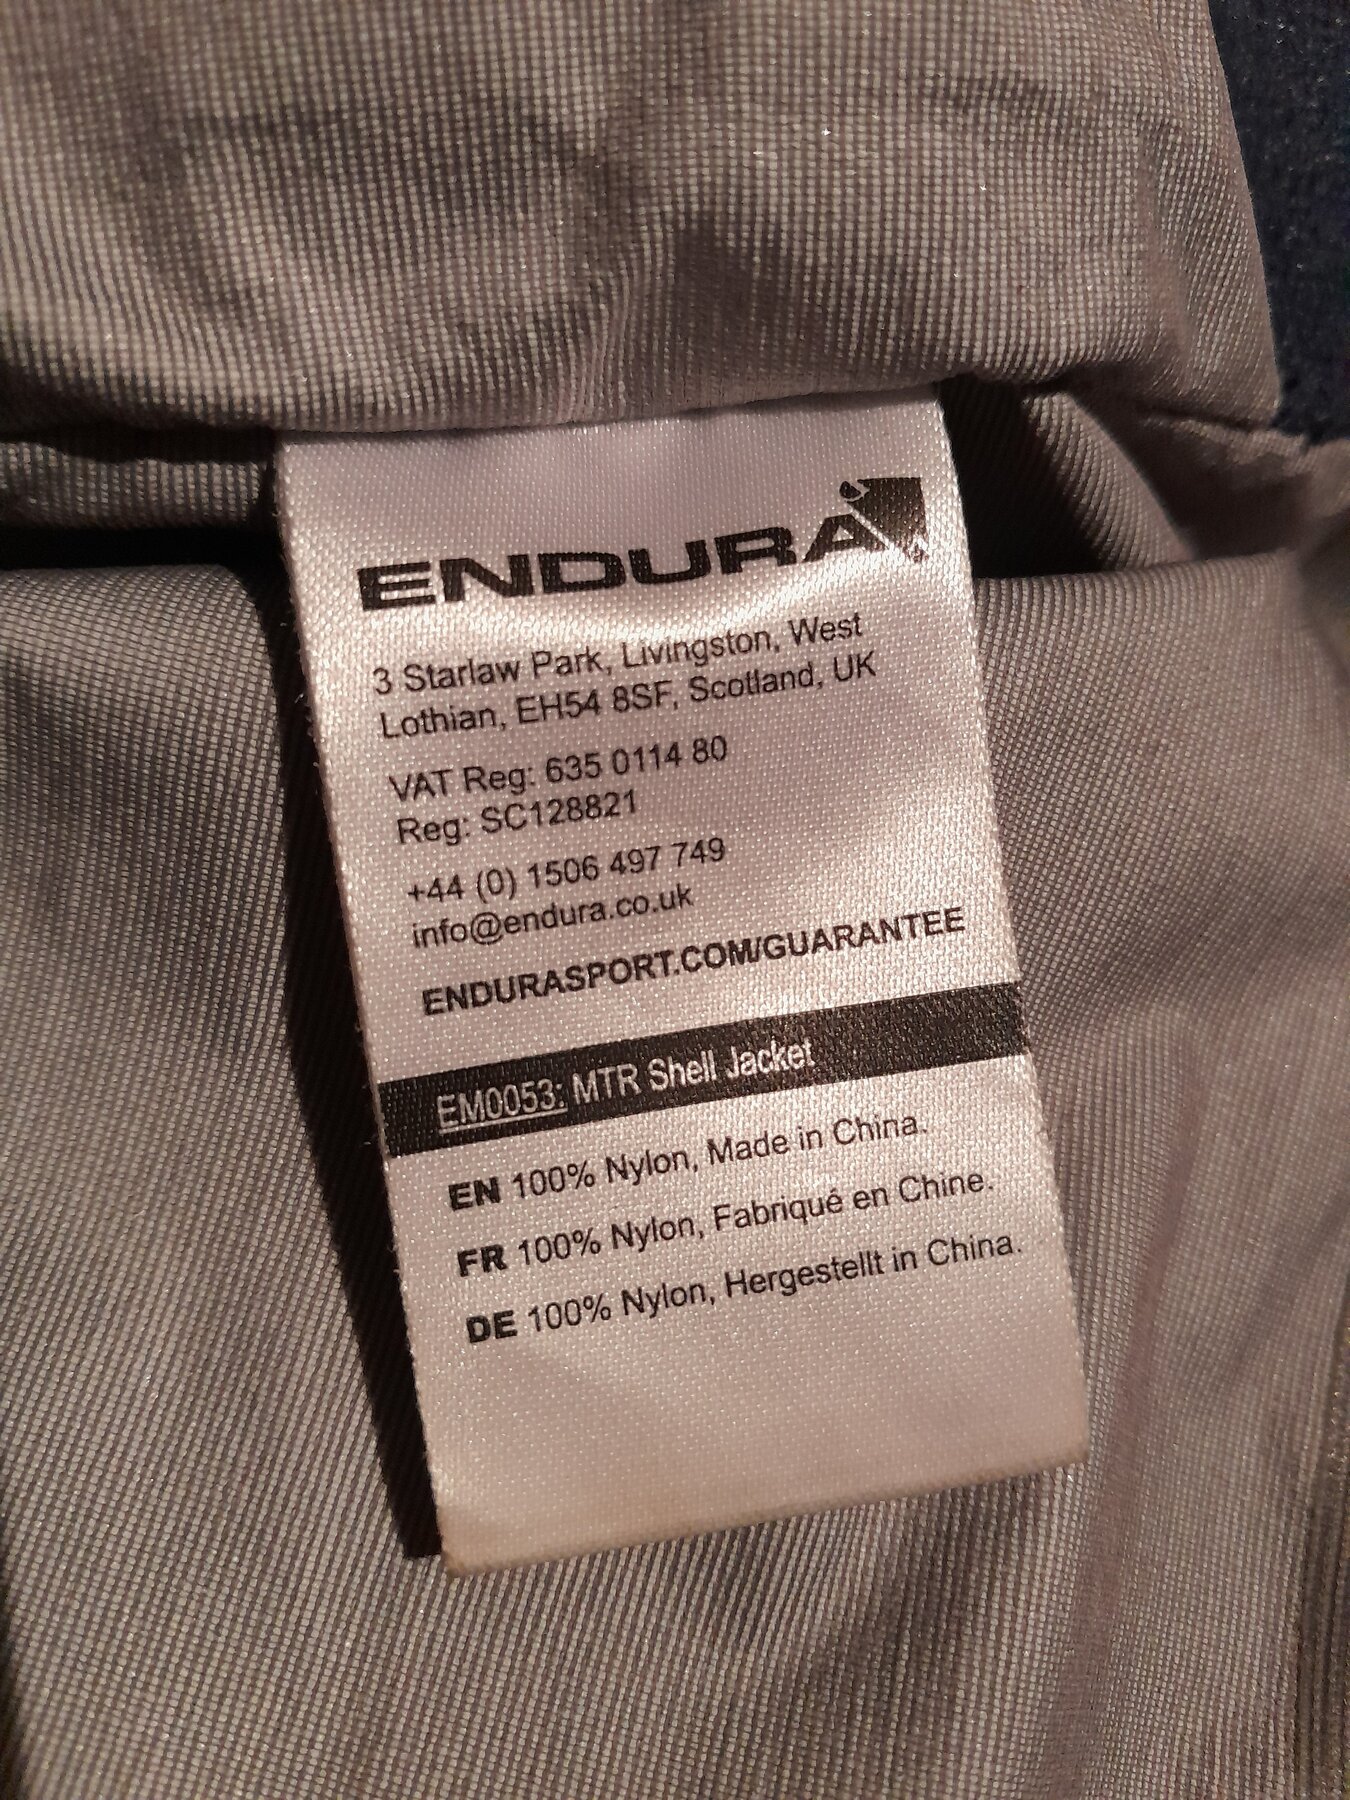 ENDURA
3 Starlaw Park, Livingston, West
Lothian, EH54 8SF, Scotland, UK
VAT Reg: 635 0114 80
Reg: SC128821
+44 (0) 1506 497 749
info@endura.co.uk
ENDURASPORT.COM/GUARANTEE
EM0053: MTR Shell Jacket
EN 100% Nylon, Made in China.
FR 100% Nylon, Fabriqué en Chine.
DE 100% Nylon, Hergestellt in China.